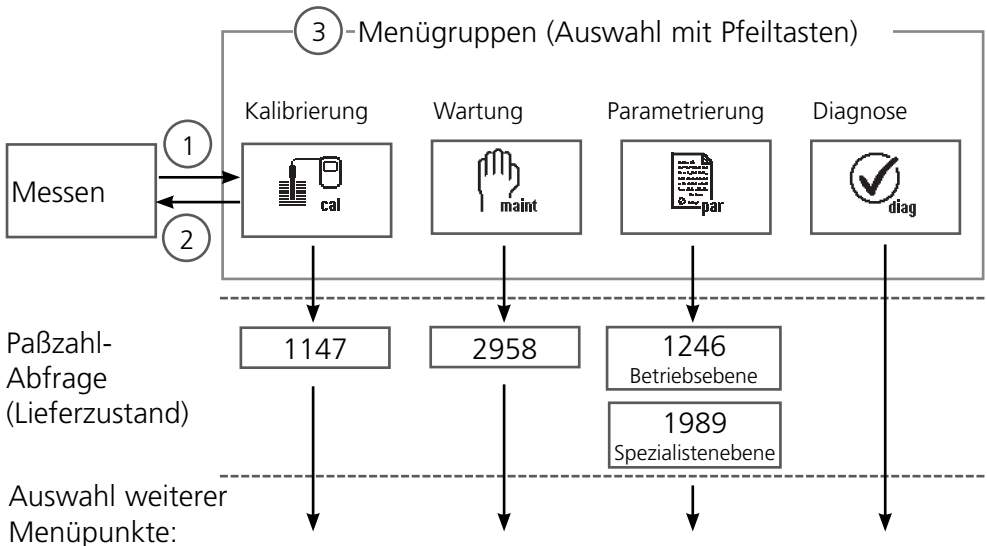 3 Menügruppen (Auswahl mit Pfeiltasten)
Kalibrierung Wartung Parametrierung Diagnose
1
Messen
cal maint par diag
2
Paßzahl-
Abfrage
(Lieferzustand)
1147 2958 1246
Betriebsebene
1989
Spezialistenebene
Auswahl weiterer
Menüpunkte: